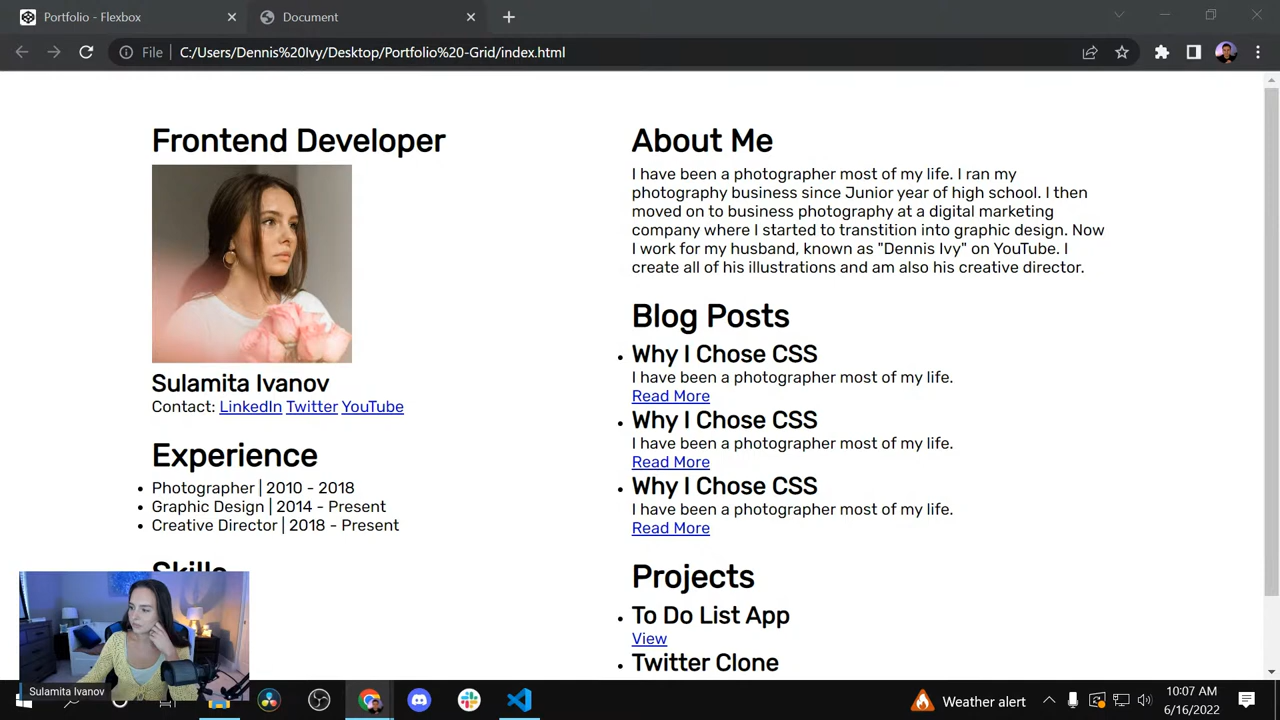 Portfolio - Flexbox
Document
File
C:/Users/Dennis%20Ivy/Desktop/Portfolio%20-Grid/index.html
Frontend Developer
Sulamita Ivanov
Contact: LinkedIn Twitter YouTube
Experience
Photographer | 2010 - 2018
Graphic Design | 2014 - Present
Creative Director | 2018 - Present
Skills
About Me
I have been a photographer most of my life. I ran my
photography business since Junior year of high school. I then
moved on to business photography at a digital marketing
company where I started to transtition into graphic design. Now
I work for my husband, known as "Dennis Ivy" on YouTube. I
create all of his illustrations and am also his creative director.
Blog Posts
Why I Chose CSS
I have been a photographer most of my life.
Read More
Why I Chose CSS
I have been a photographer most of my life.
Read More
Why I Chose CSS
I have been a photographer most of my life.
Read More
Projects
To Do List App
View
Twitter Clone
Sulamita Ivanov
Weather alert
10:07 AM
6/16/2022